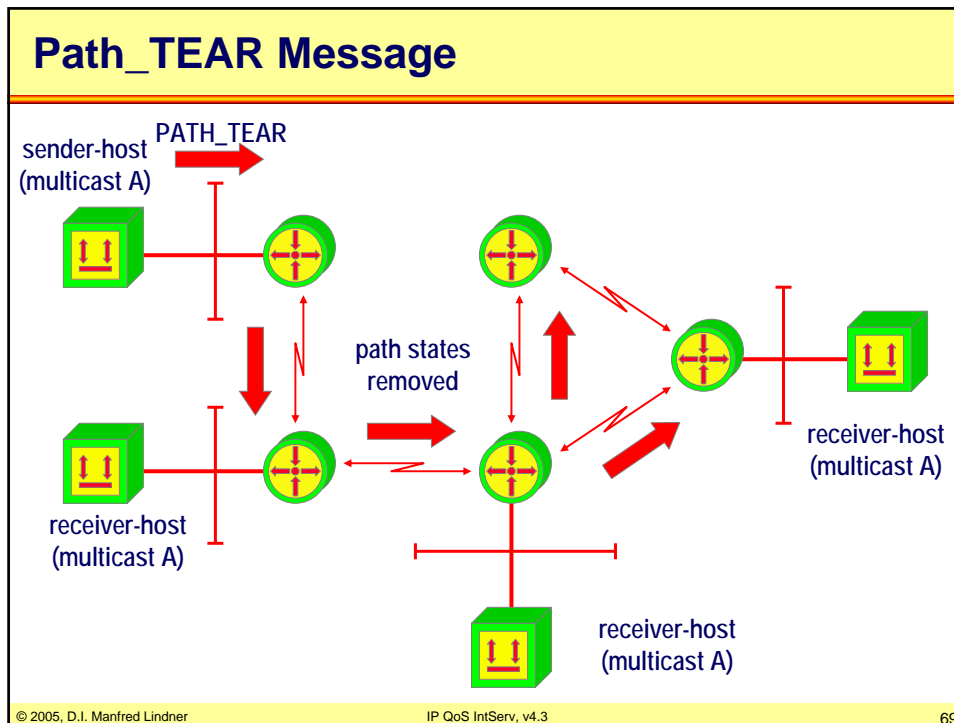 Path_TEAR Message
PATH_TEAR
sender-host
(multicast A)
path states
removed
receiver-host
(multicast A)
receiver-host
(multicast A)
receiver-host
(multicast A)
© 2005, D.I. Manfred Lindner
IP QoS IntServ, v4.3
69